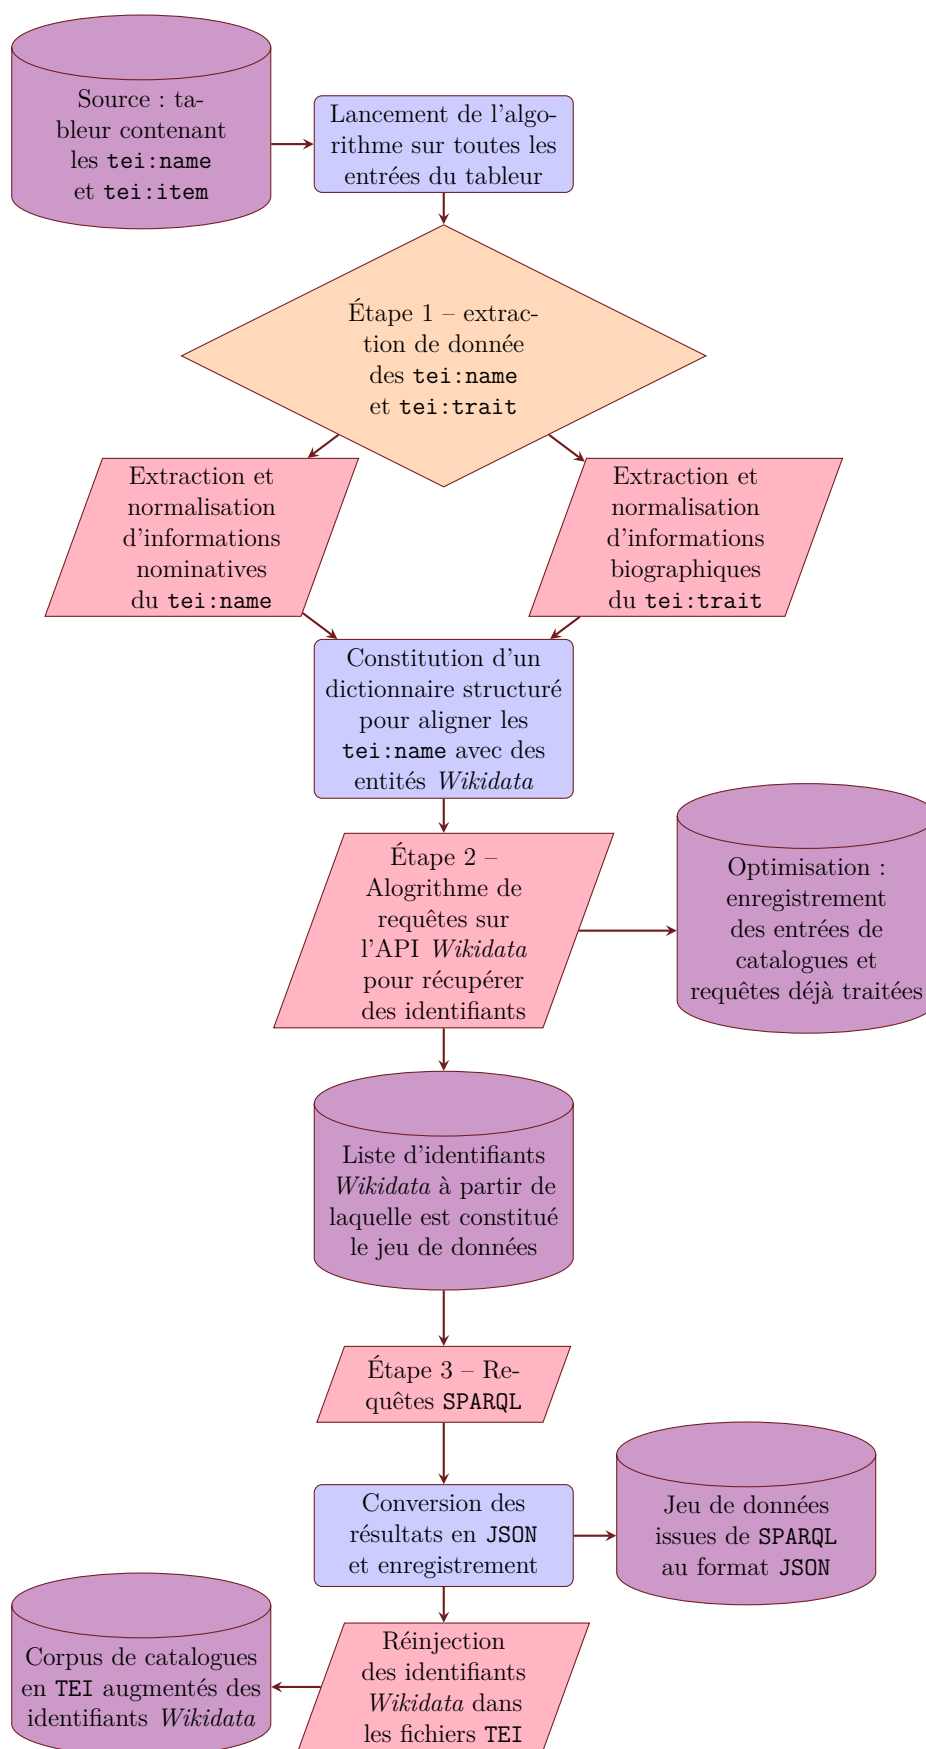 Source : ta-
bleur contenant
les tei:name
et tei:item
Lancement de l'algo-
rithme sur toutes les
entrées du tableur
Étape 1 – extrac-
tion de donnée
des tei:name
et tei:trait
Extraction et
normalisation
d'informations
nominatives
du tei:name
Extraction et
normalisation
d'informations
biographiques
du tei:trait
Constitution d'un
dictionnaire structuré
pour aligner les
tei:name avec des
entités Wikidata
Étape 2 –
Alogrithme de
requêtes sur
l'API Wikidata
pour récupérer
des identifiants
Optimisation :
enregistrement
des entrées de
catalogues et
requêtes déjà traitées
Liste d'identifiants
Wikidata à partir de
laquelle est constitué
le jeu de données
Étape 3 – Re-
quêtes SPARQL
Conversion des
résultats en JSON
et enregistrement
Jeu de données
issues de SPARQL
au format JSON
Réinjection
des identifiants
Wikidata dans
les fichiers TEI
Corpus de catalogues
en TEI augmentés des
identifiants Wikidata